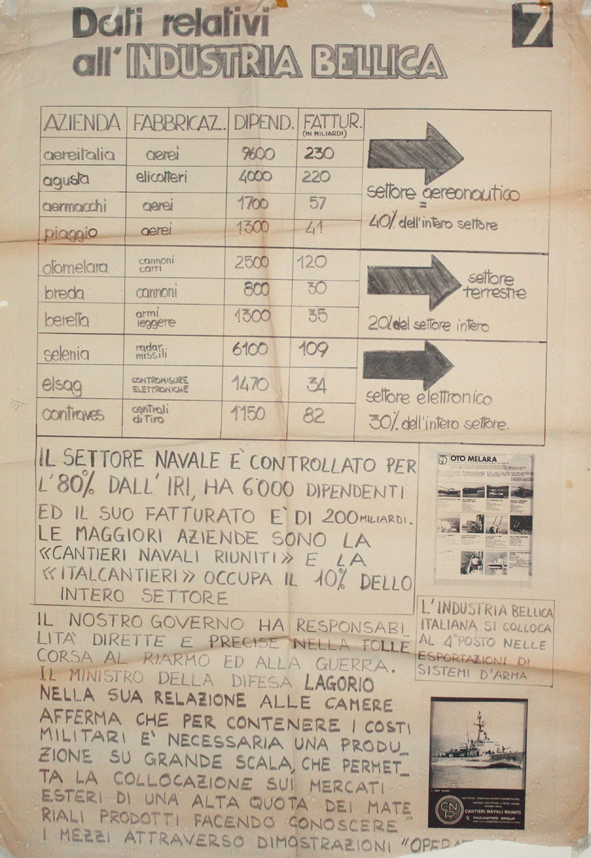 Dati relativi
all'INDUSTRIA BELLICA
7
AZIENDA FABBRICAZ. DIPEND. FATTUR.
(IN MILIARDI)
aereitalia aerei 9600 230
agusta elicotteri 4000 220
aermacchi aerei 1700 57
piaggio aerei 1300 41
settore aereonautico
=
40% dell'intero settore
otomelara cannoni carri 2500 120
breda cannoni 800 30
beretta armi leggere 1300 35
settore
terrestre
20% del settore intero
selenia radari missili 6100 109
elsag CONTROMISURE ELETTRONICHE 1470 34
contraves centrali di Tiro 1150 82
settore elettronico
30% dell'intero settore.
IL SETTORE NAVALE E' CONTROLLATO PER
L'80% DALL' IRI, HA 6'000 DIPENDENTI
ED IL SUO FATTURATO E' DI 200 MILIARDI.
LE MAGGIORI AZIENDE SONO LA
«CANTIERI NAVALI RIUNITI» E LA
«ITALCANTIERI» OCCUPA IL 10% DELLO
INTERO SETTORE
OTO MELARA
L'INDUSTRIA BELLICA
ITALIANA SI COLLOCA
AL 4° POSTO NELLE
ESPORTAZIONI DI
SISTEMI D'ARMA
IL NOSTRO GOVERNO HA RESPONSABI_
LITA' DIRETTE E PRECISE NELLA FOLLE
CORSA AL RIARMO ED ALLA GUERRA.
IL MINISTRO DELLA DIFESA LAGORIO
NELLA SUA RELAZIONE ALLE CAMERE
AFFERMA CHE PER CONTENERE I COSTI
MILITARI E' NECESSARIA UNA PRODU_
ZIONE SU GRANDE SCALA, CHE PERMET_
TA LA COLLOCAZIONE SUI MERCATI
ESTERI DI UNA ALTA QUOTA DEI MATE
RIALI PRODOTTI FACENDO CONOSCERE
I MEZZI ATTRAVERSO DIMOSTRAZIONI
CNR
CANTIERI NAVALI RIUNITI